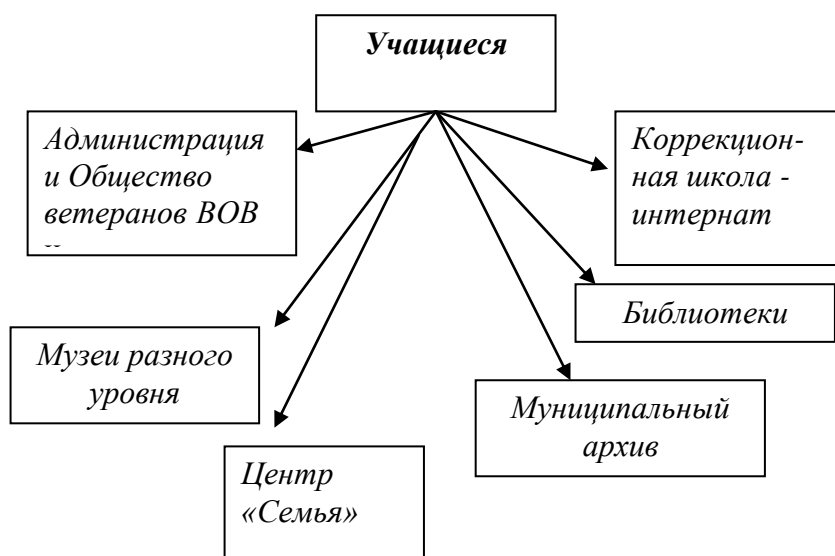 Учащиеся
Администрация
и Общество
ветеранов ВОВ
Коррекцион-
ная школа -
интернат
Библиотеки
Музеи разного
уровня
Муниципальный
архив
Центр
«Семья»